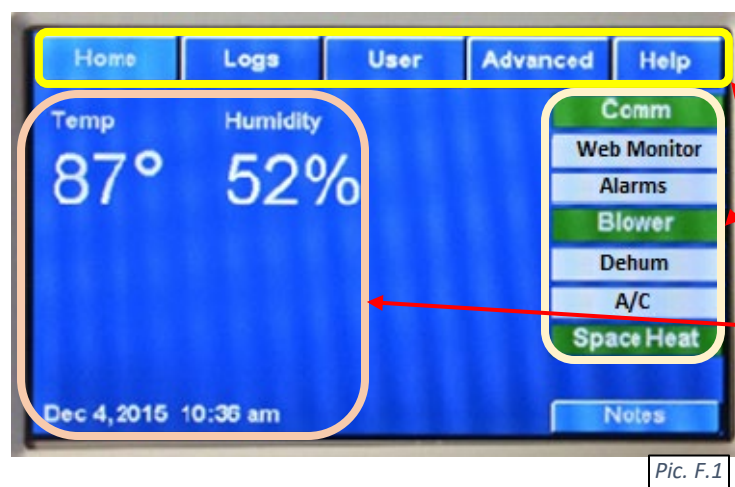 Home Logs User Advanced Help
Temp Humidity
87° 52%
Comm
Web Monitor
Alarms
Blower
Dehum
A/C
Space Heat
Dec 4,2015 10:36 am
Notes
Pic. F.1